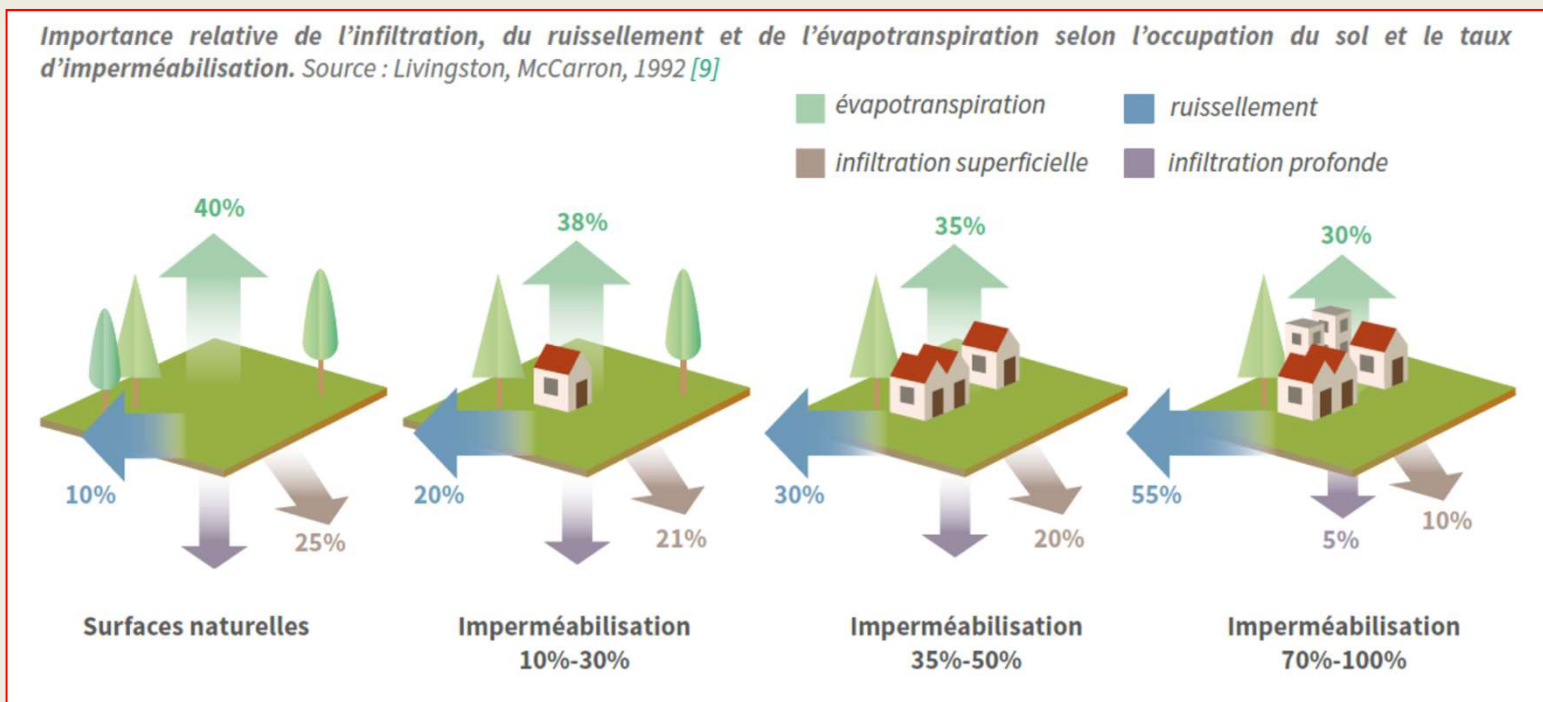 Importance relative de l’infiltration, du ruissellement et de l’évapotranspiration selon l’occupation du sol et le taux
d’imperméabilisation. Source : Livingston, McCarron, 1992 [9]
évapotranspiration
ruissellement
infiltration superficielle
infiltration profonde
40%
10%
25%
Surfaces naturelles
38%
20%
21%
Imperméabilisation
10%-30%
35%
30%
20%
Imperméabilisation
35%-50%
30%
55%
5%
10%
Imperméabilisation
70%-100%